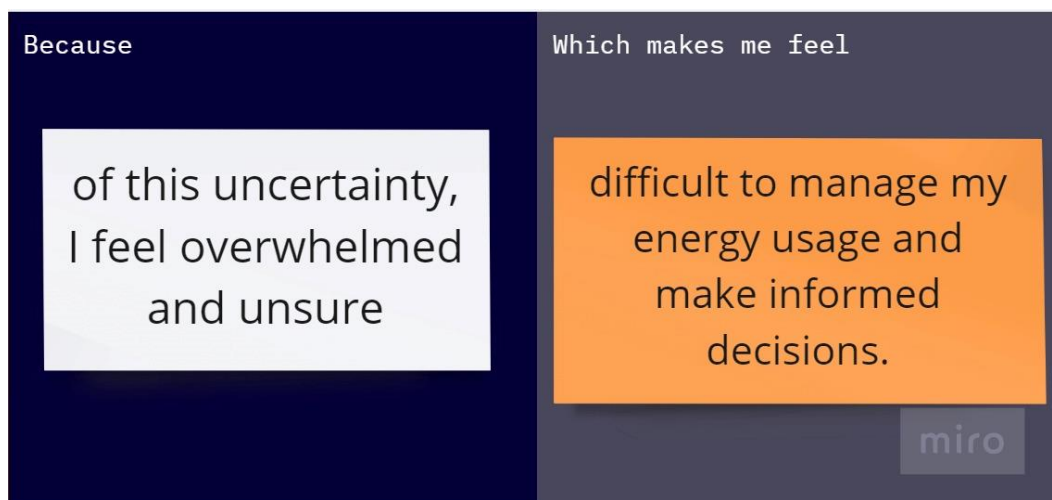 Because
of this uncertainty,
I feel overwhelmed
and unsure
Which makes me feel
difficult to manage my
energy usage and
make informed
decisions.
miro